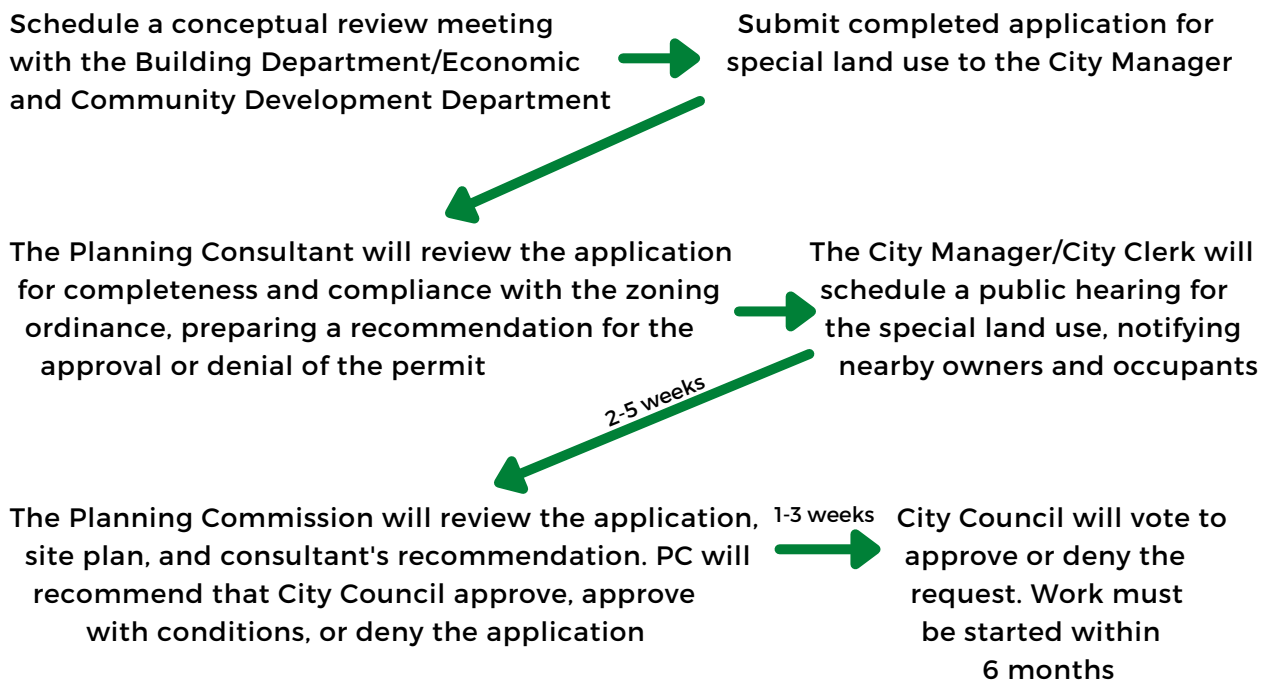 Schedule a conceptual review meeting
with the Building Department/Economic
and Community Development Department
Submit completed application for
special land use to the City Manager
The Planning Consultant will review the application
for completeness and compliance with the zoning
ordinance, preparing a recommendation for the
approval or denial of the permit
The City Manager/City Clerk will
schedule a public hearing for
the special land use, notifying
nearby owners and occupants
2-5 weeks
The Planning Commission will review the application,
site plan, and consultant's recommendation. PC will
recommend that City Council approve, approve
with conditions, or deny the application
1-3 weeks
City Council will vote to
approve or deny the
request. Work must
be started within
6 months